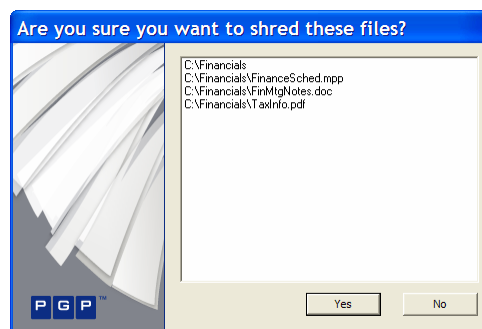 Are you sure you want to shred these files?
C:\Financials
C:\Financials\FinanceSched.mpp
C:\Financials\FinMtgNotes.doc
C:\Financials\TaxInfo.pdf
PGP™
Yes No